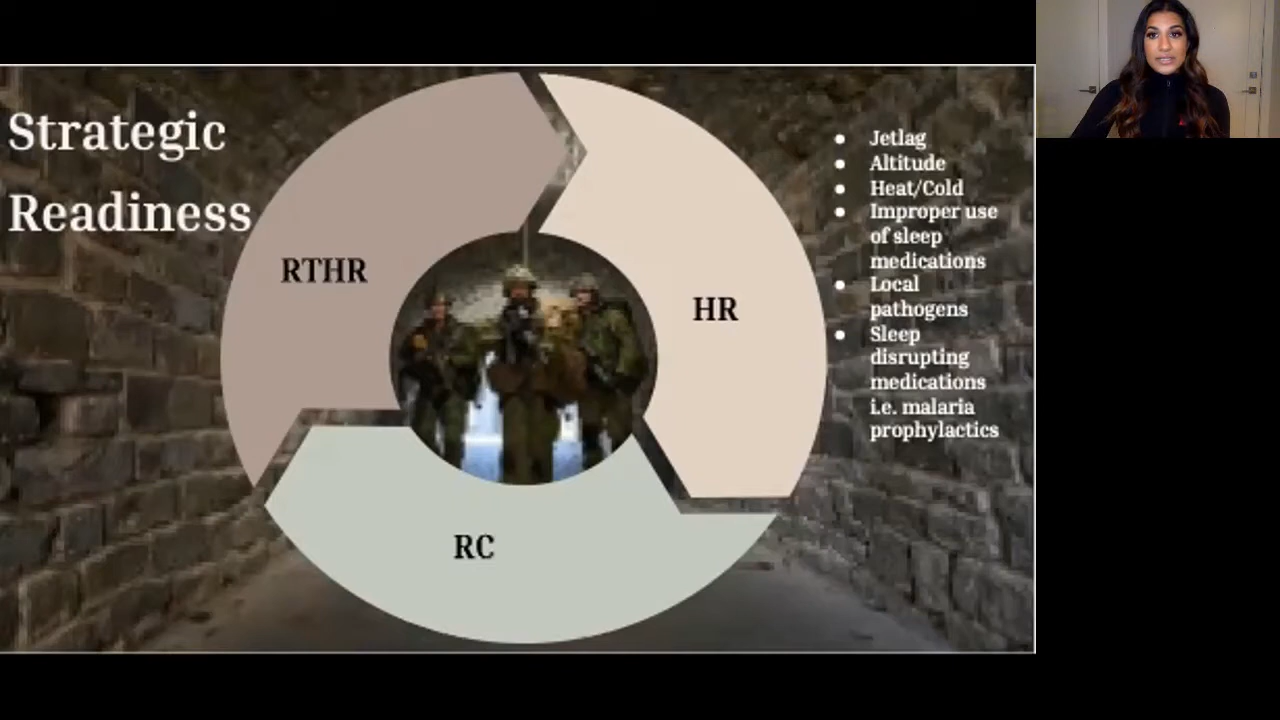 Strategic
Readiness
RTHR
HR
RC
● Jetlag
● Altitude
● Heat/Cold
● Improper use
of sleep
medications
● Local
pathogens
● Sleep
disrupting
medications
i.e. malaria
prophylactics